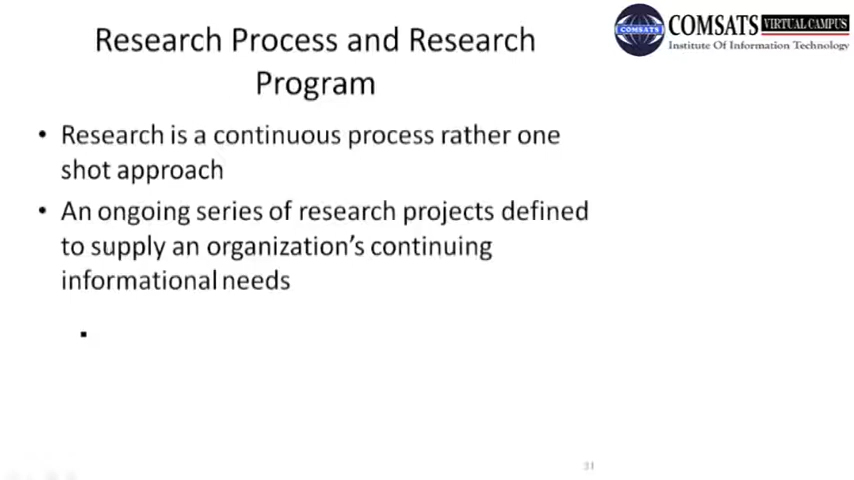 Research Process and Research
Program
COMSATS VIRTUAL CAMPUS
Institute Of Information Technology
COMSATS
• Research is a continuous process rather one
shot approach
• An ongoing series of research projects defined
to supply an organization's continuing
informational needs
31